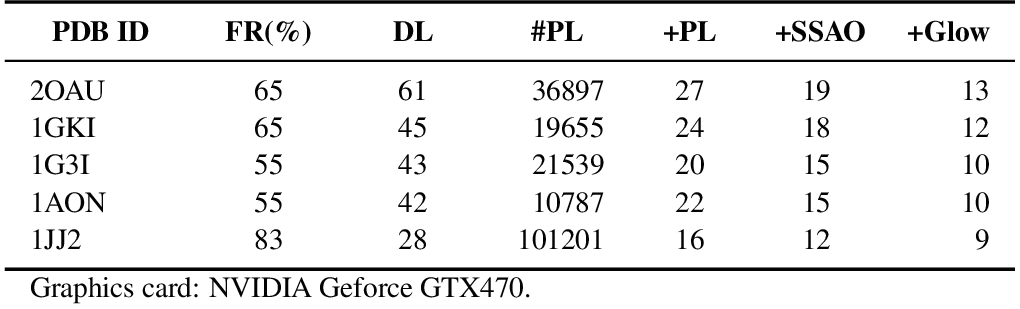 PDB ID FR(%) DL #PL +PL +SSAO +Glow
2OAU 65 61 36897 27 19 13
1GKI 65 45 19655 24 18 12
1G3I 55 43 21539 20 15 10
1AON 55 42 10787 22 15 10
1JJ2 83 28 101201 16 12 9
Graphics card: NVIDIA Geforce GTX470.